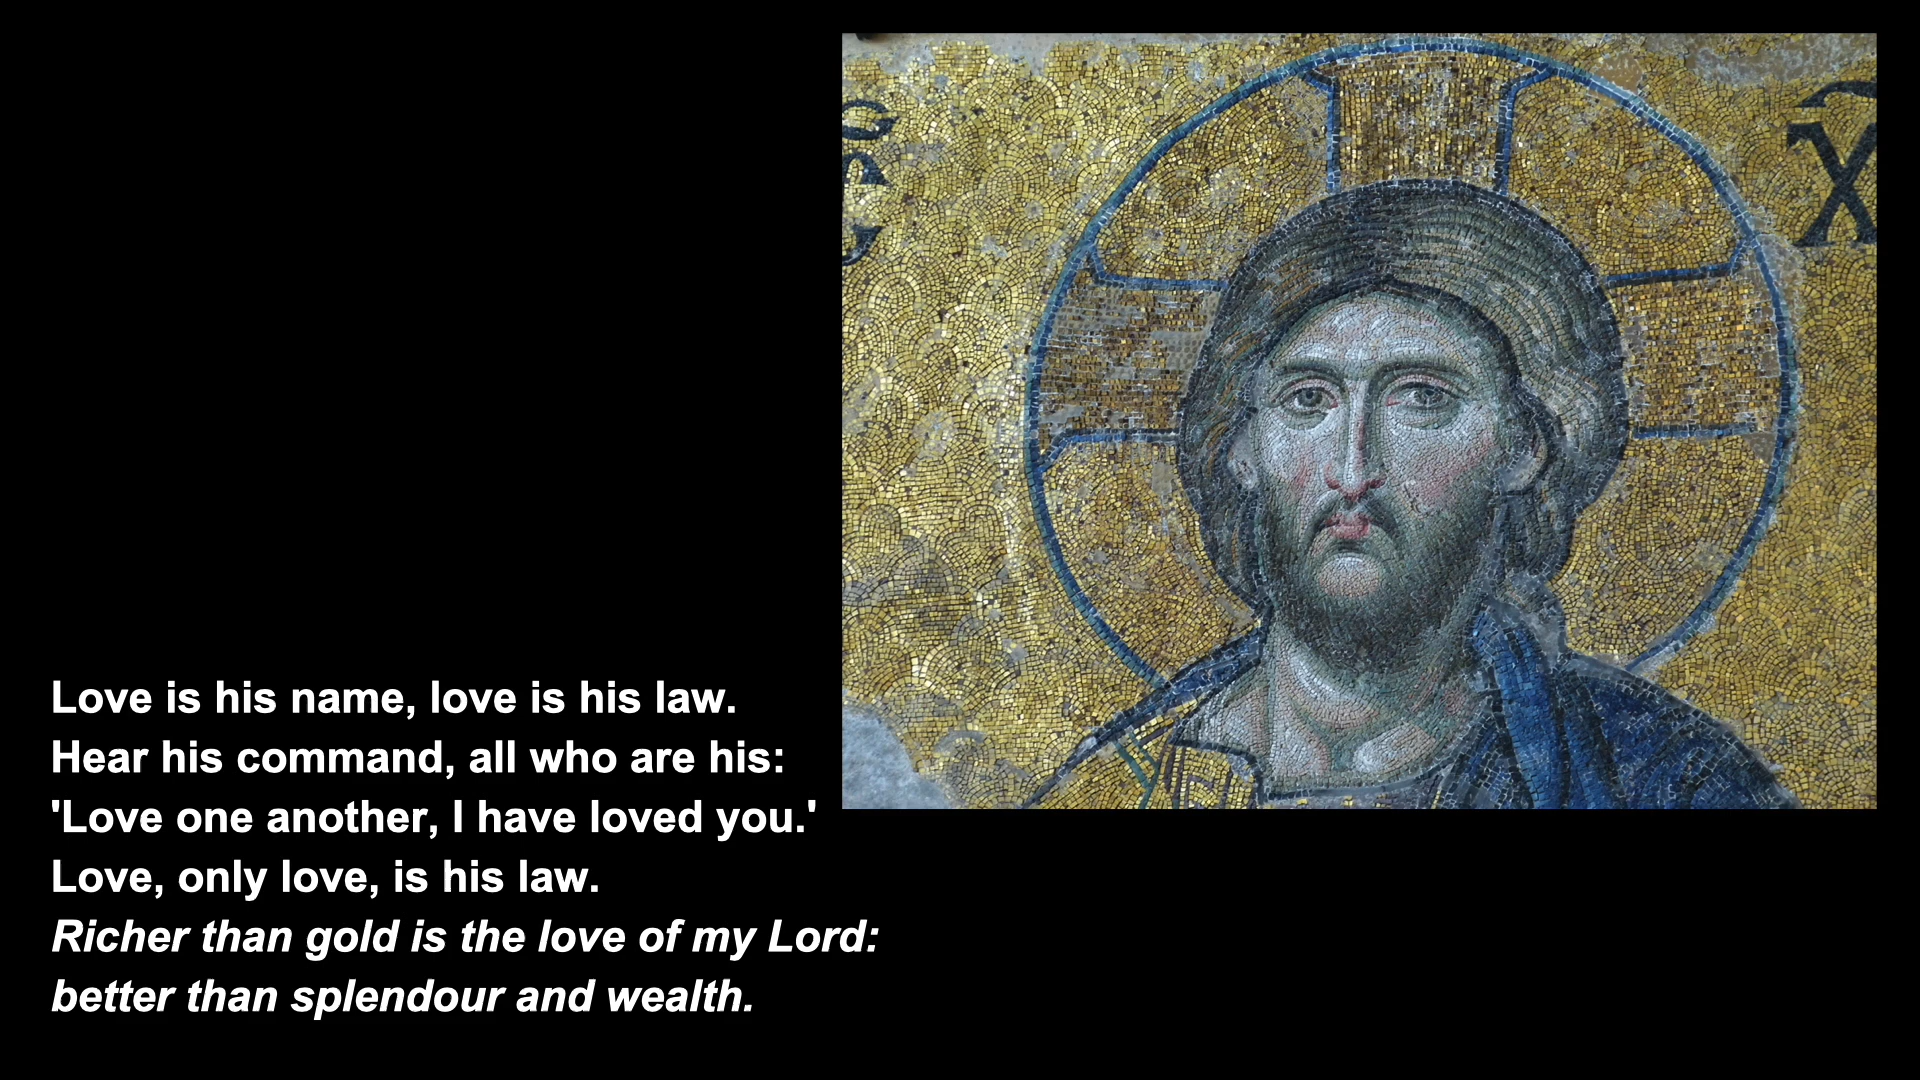 Χ
Love is his name, love is his law.
Hear his command, all who are his:
'Love one another, I have loved you.'
Love, only love, is his law.
Richer than gold is the love of my Lord:
better than splendour and wealth.